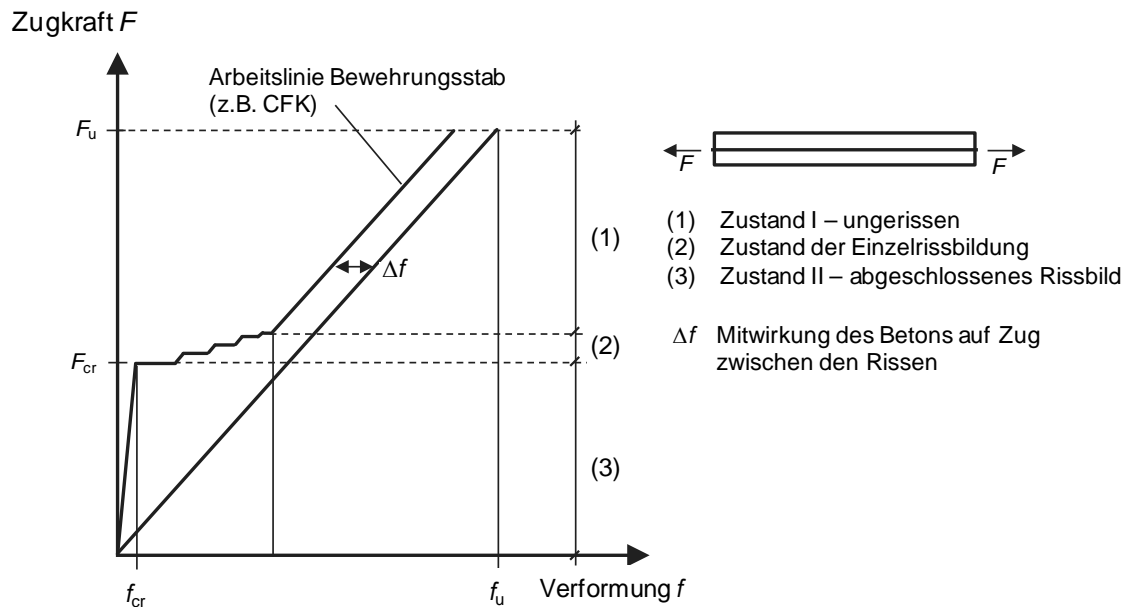 Zugkraft F
Arbeitslinie Bewehrungsstab
(z.B. CFK)
Fu
F
F
(1)
(1) Zustand I – ungerissen
(2) Zustand der Einzelrissbildung
(3) Zustand II – abgeschlossenes Rissbild
Δf
Δf Mitwirkung des Betons auf Zug
zwischen den Rissen
(2)
Fcr
(3)
fcr
fu
Verformung f